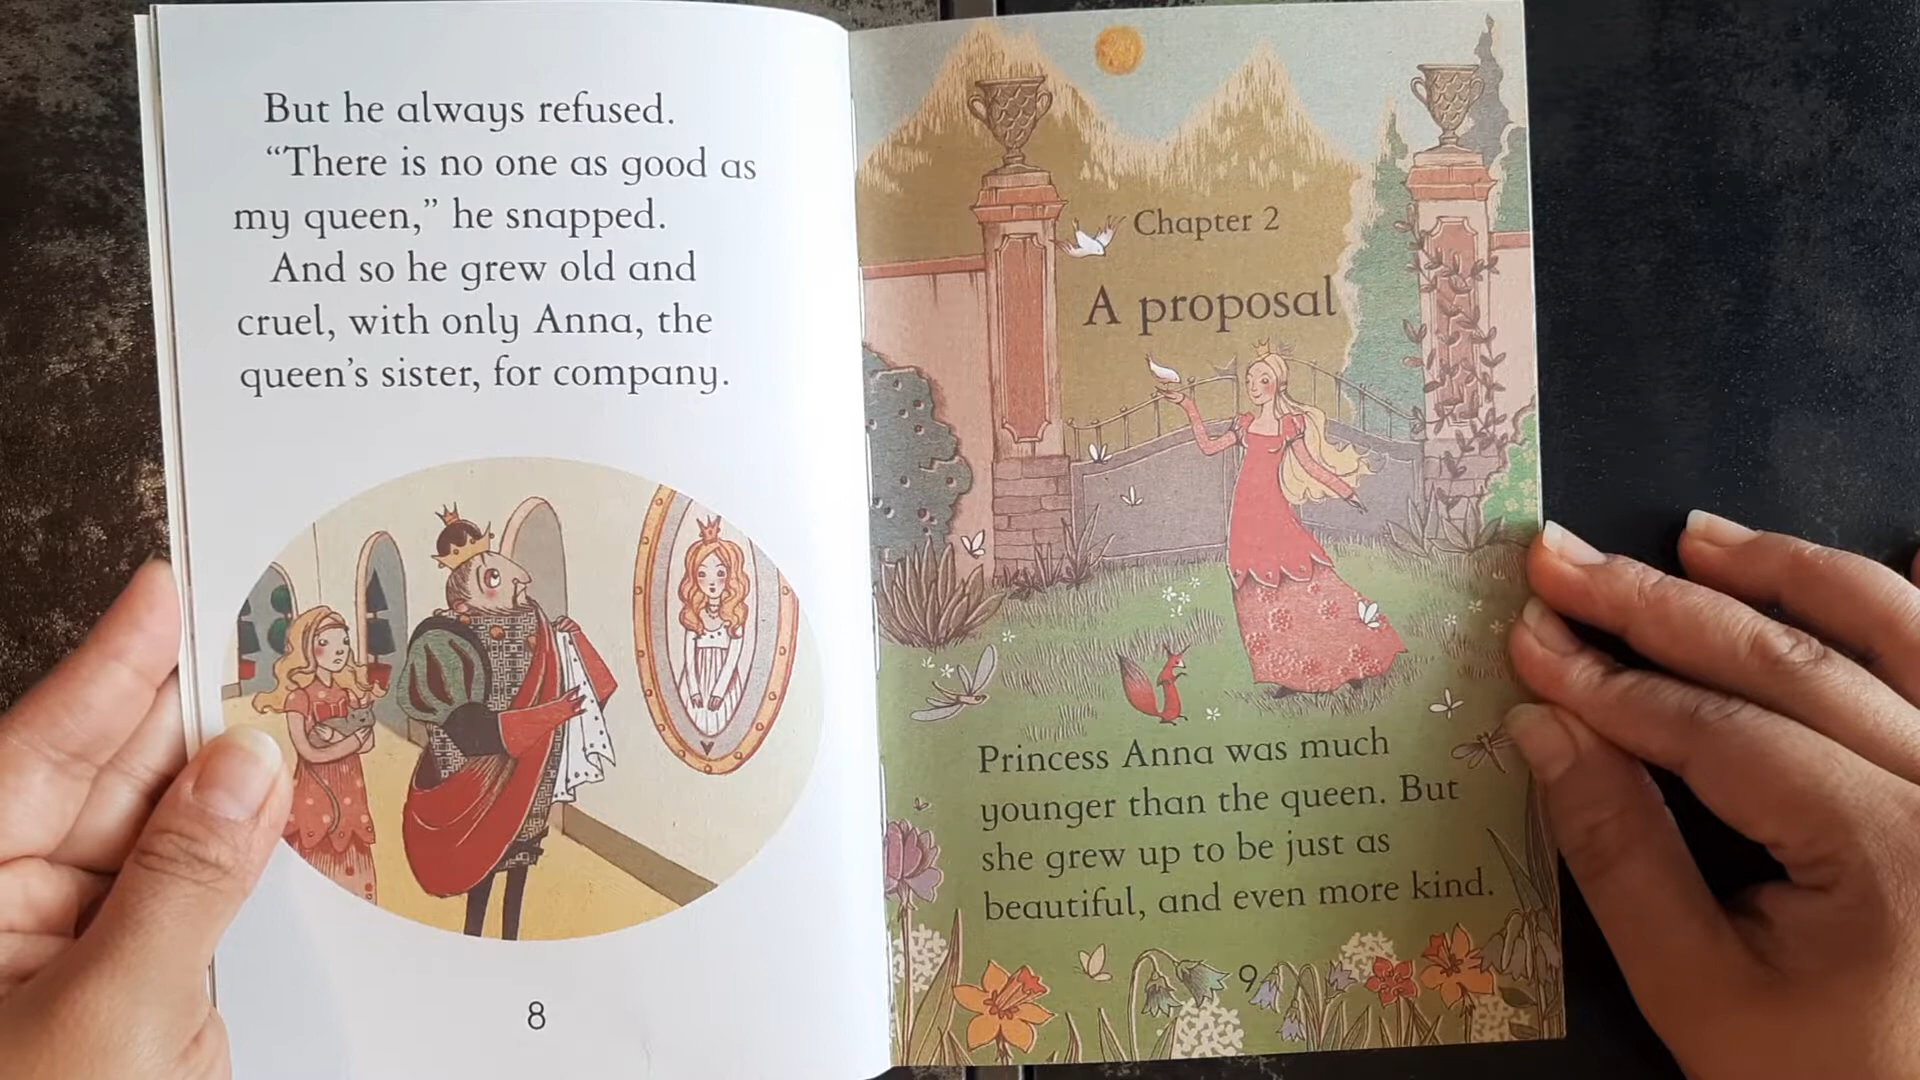 But he always refused.
“There is no one as good as
my queen,” he snapped.
And so he grew old and
cruel, with only Anna, the
queen’s sister, for company.
8
Chapter 2
A proposal
Princess Anna was much
younger than the queen. But
she grew up to be just as
beautiful, and even more kind.
9